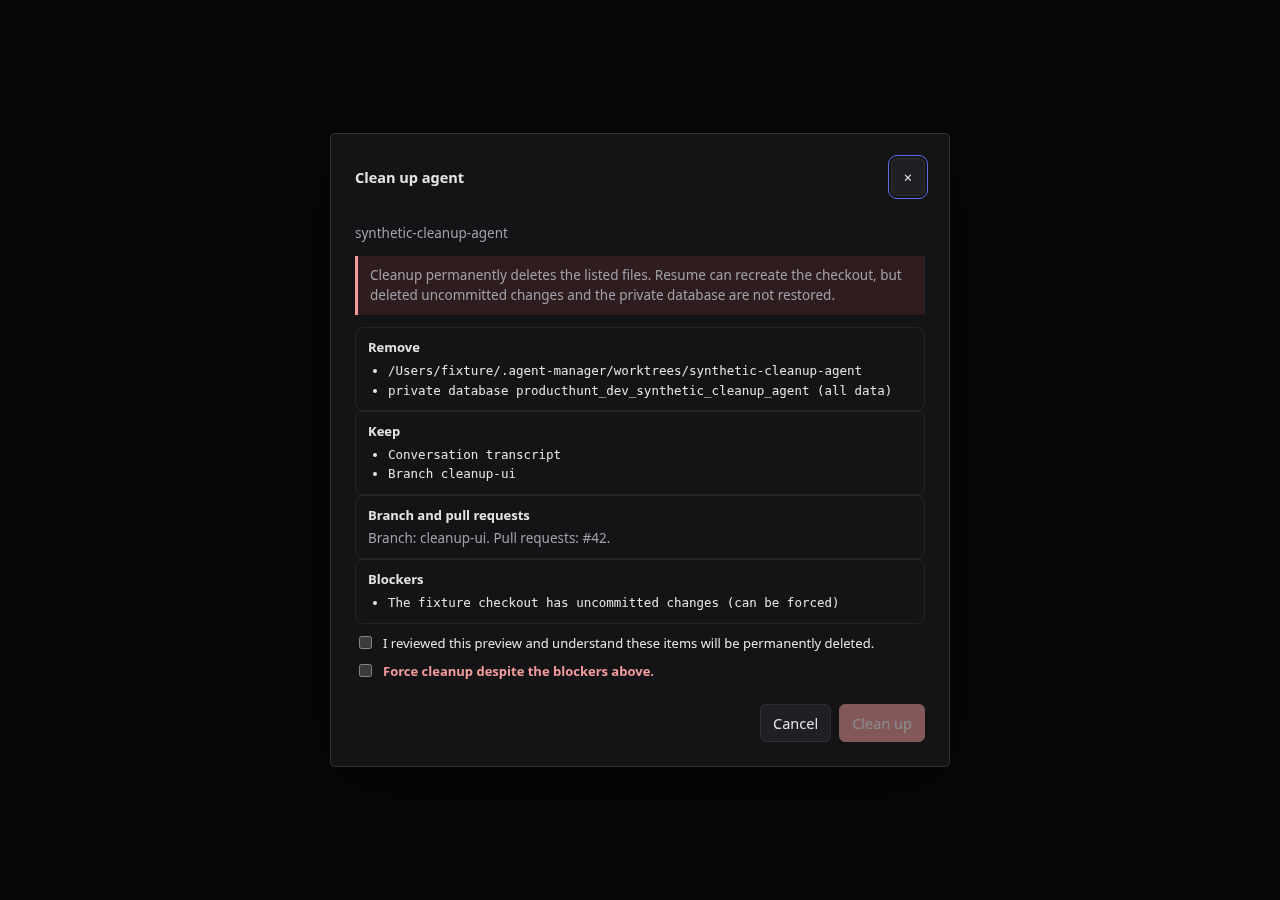 Clean up agent
×
synthetic-cleanup-agent
Cleanup permanently deletes the listed files. Resume can recreate the checkout, but
deleted uncommitted changes and the private database are not restored.
Remove
• /Users/fixture/.agent-manager/worktrees/synthetic-cleanup-agent
• private database producthunt_dev_synthetic_cleanup_agent (all data)
Keep
• Conversation transcript
• Branch cleanup-ui
Branch and pull requests
Branch: cleanup-ui. Pull requests: #42.
Blockers
• The fixture checkout has uncommitted changes (can be forced)
I reviewed this preview and understand these items will be permanently deleted.
Force cleanup despite the blockers above.
Cancel
Clean up